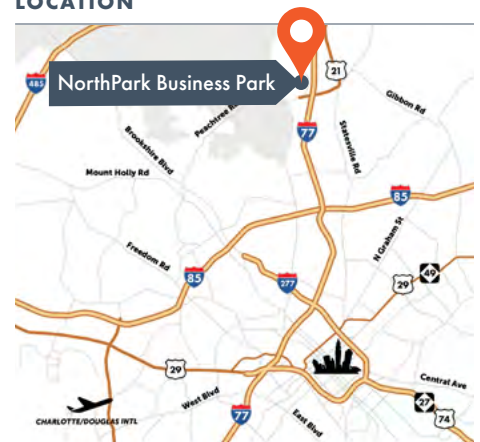 LOCATION
485
NorthPark Business Park
21
Peachtree R
Gibbon Rd
77
Statesville Rd
Brookshire Blvd
Mount Holly Rd
85
N Graham St
Freedom Rd
85
277
29
49
29
Central Ave
West Blvd
27
CHARLOTTE/DOUGLAS INTL
77
East Blvd
74